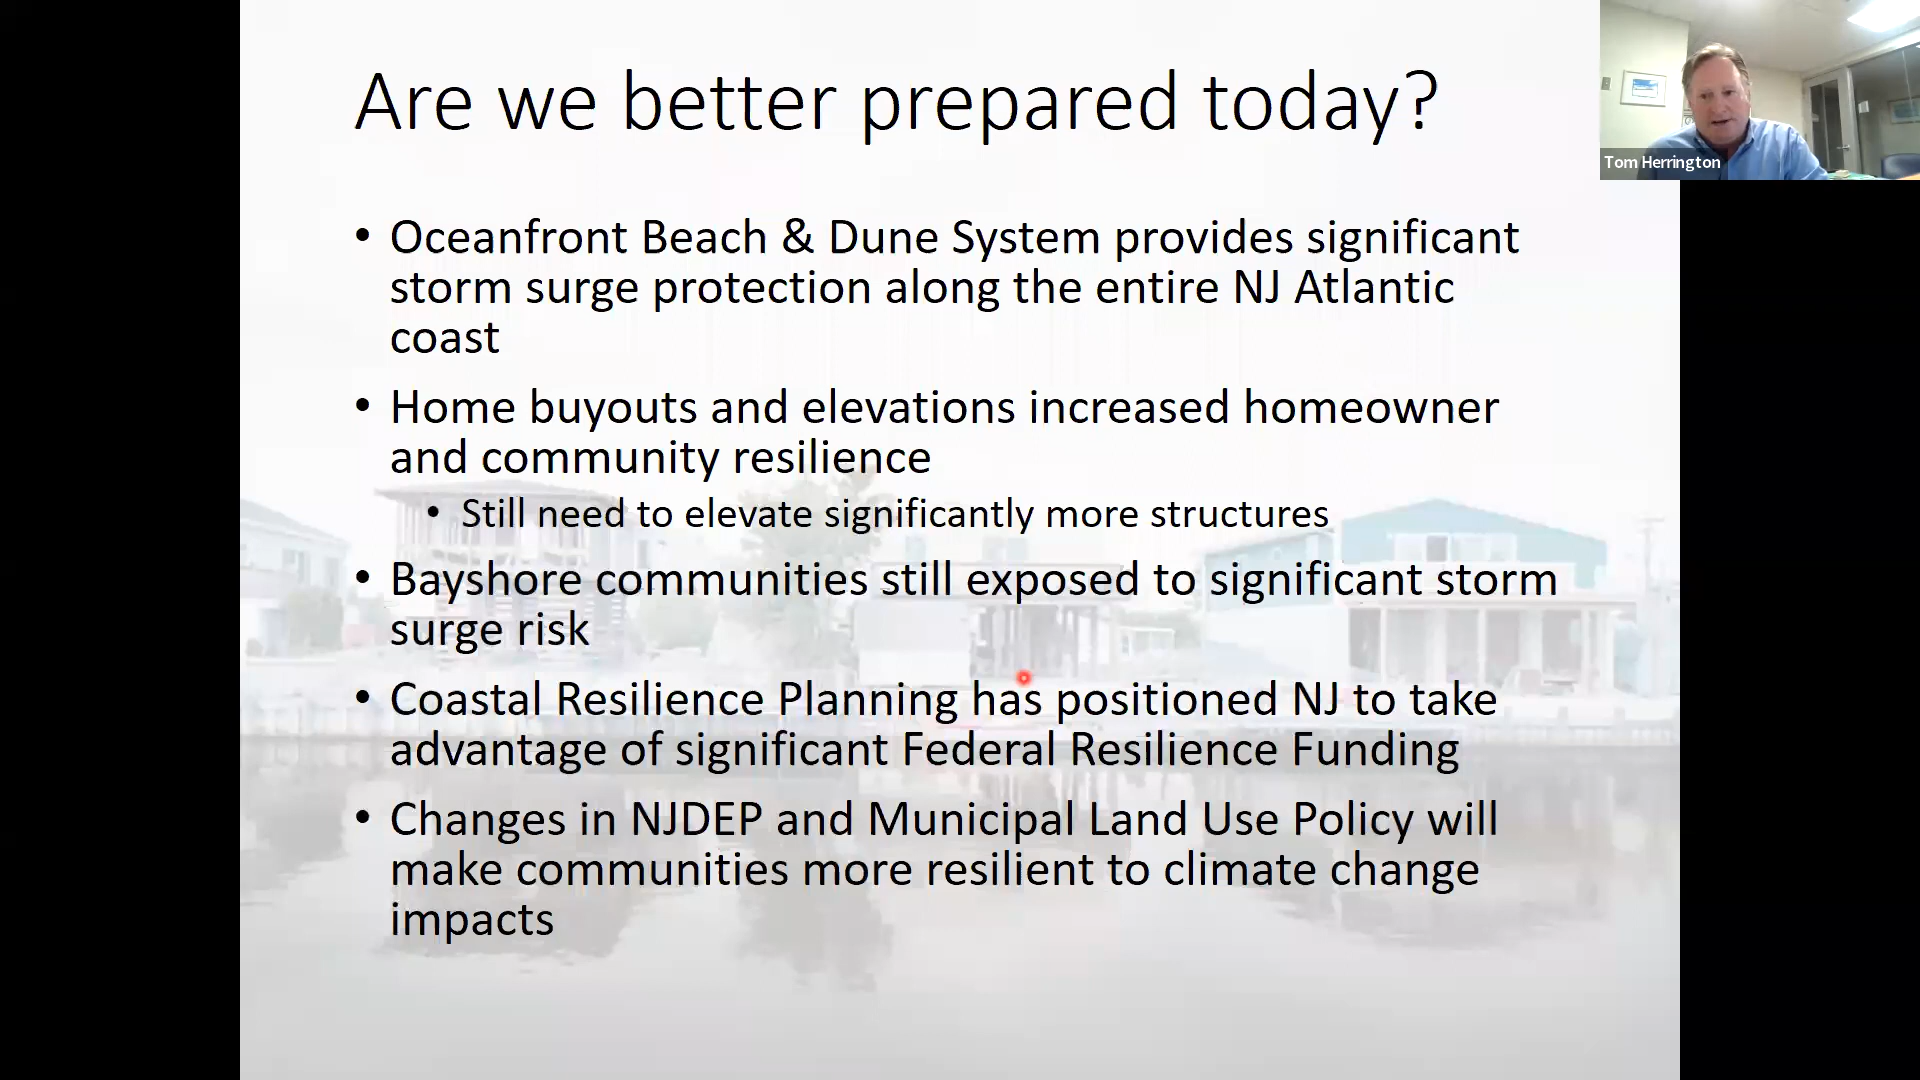 Are we better prepared today?
Tom Herrington
• Oceanfront Beach & Dune System provides significant
storm surge protection along the entire NJ Atlantic
coast
• Home buyouts and elevations increased homeowner
and community resilience
• Still need to elevate significantly more structures
• Bayshore communities still exposed to significant storm
surge risk
• Coastal Resilience Planning has positioned NJ to take
advantage of significant Federal Resilience Funding
• Changes in NJDEP and Municipal Land Use Policy will
make communities more resilient to climate change
impacts